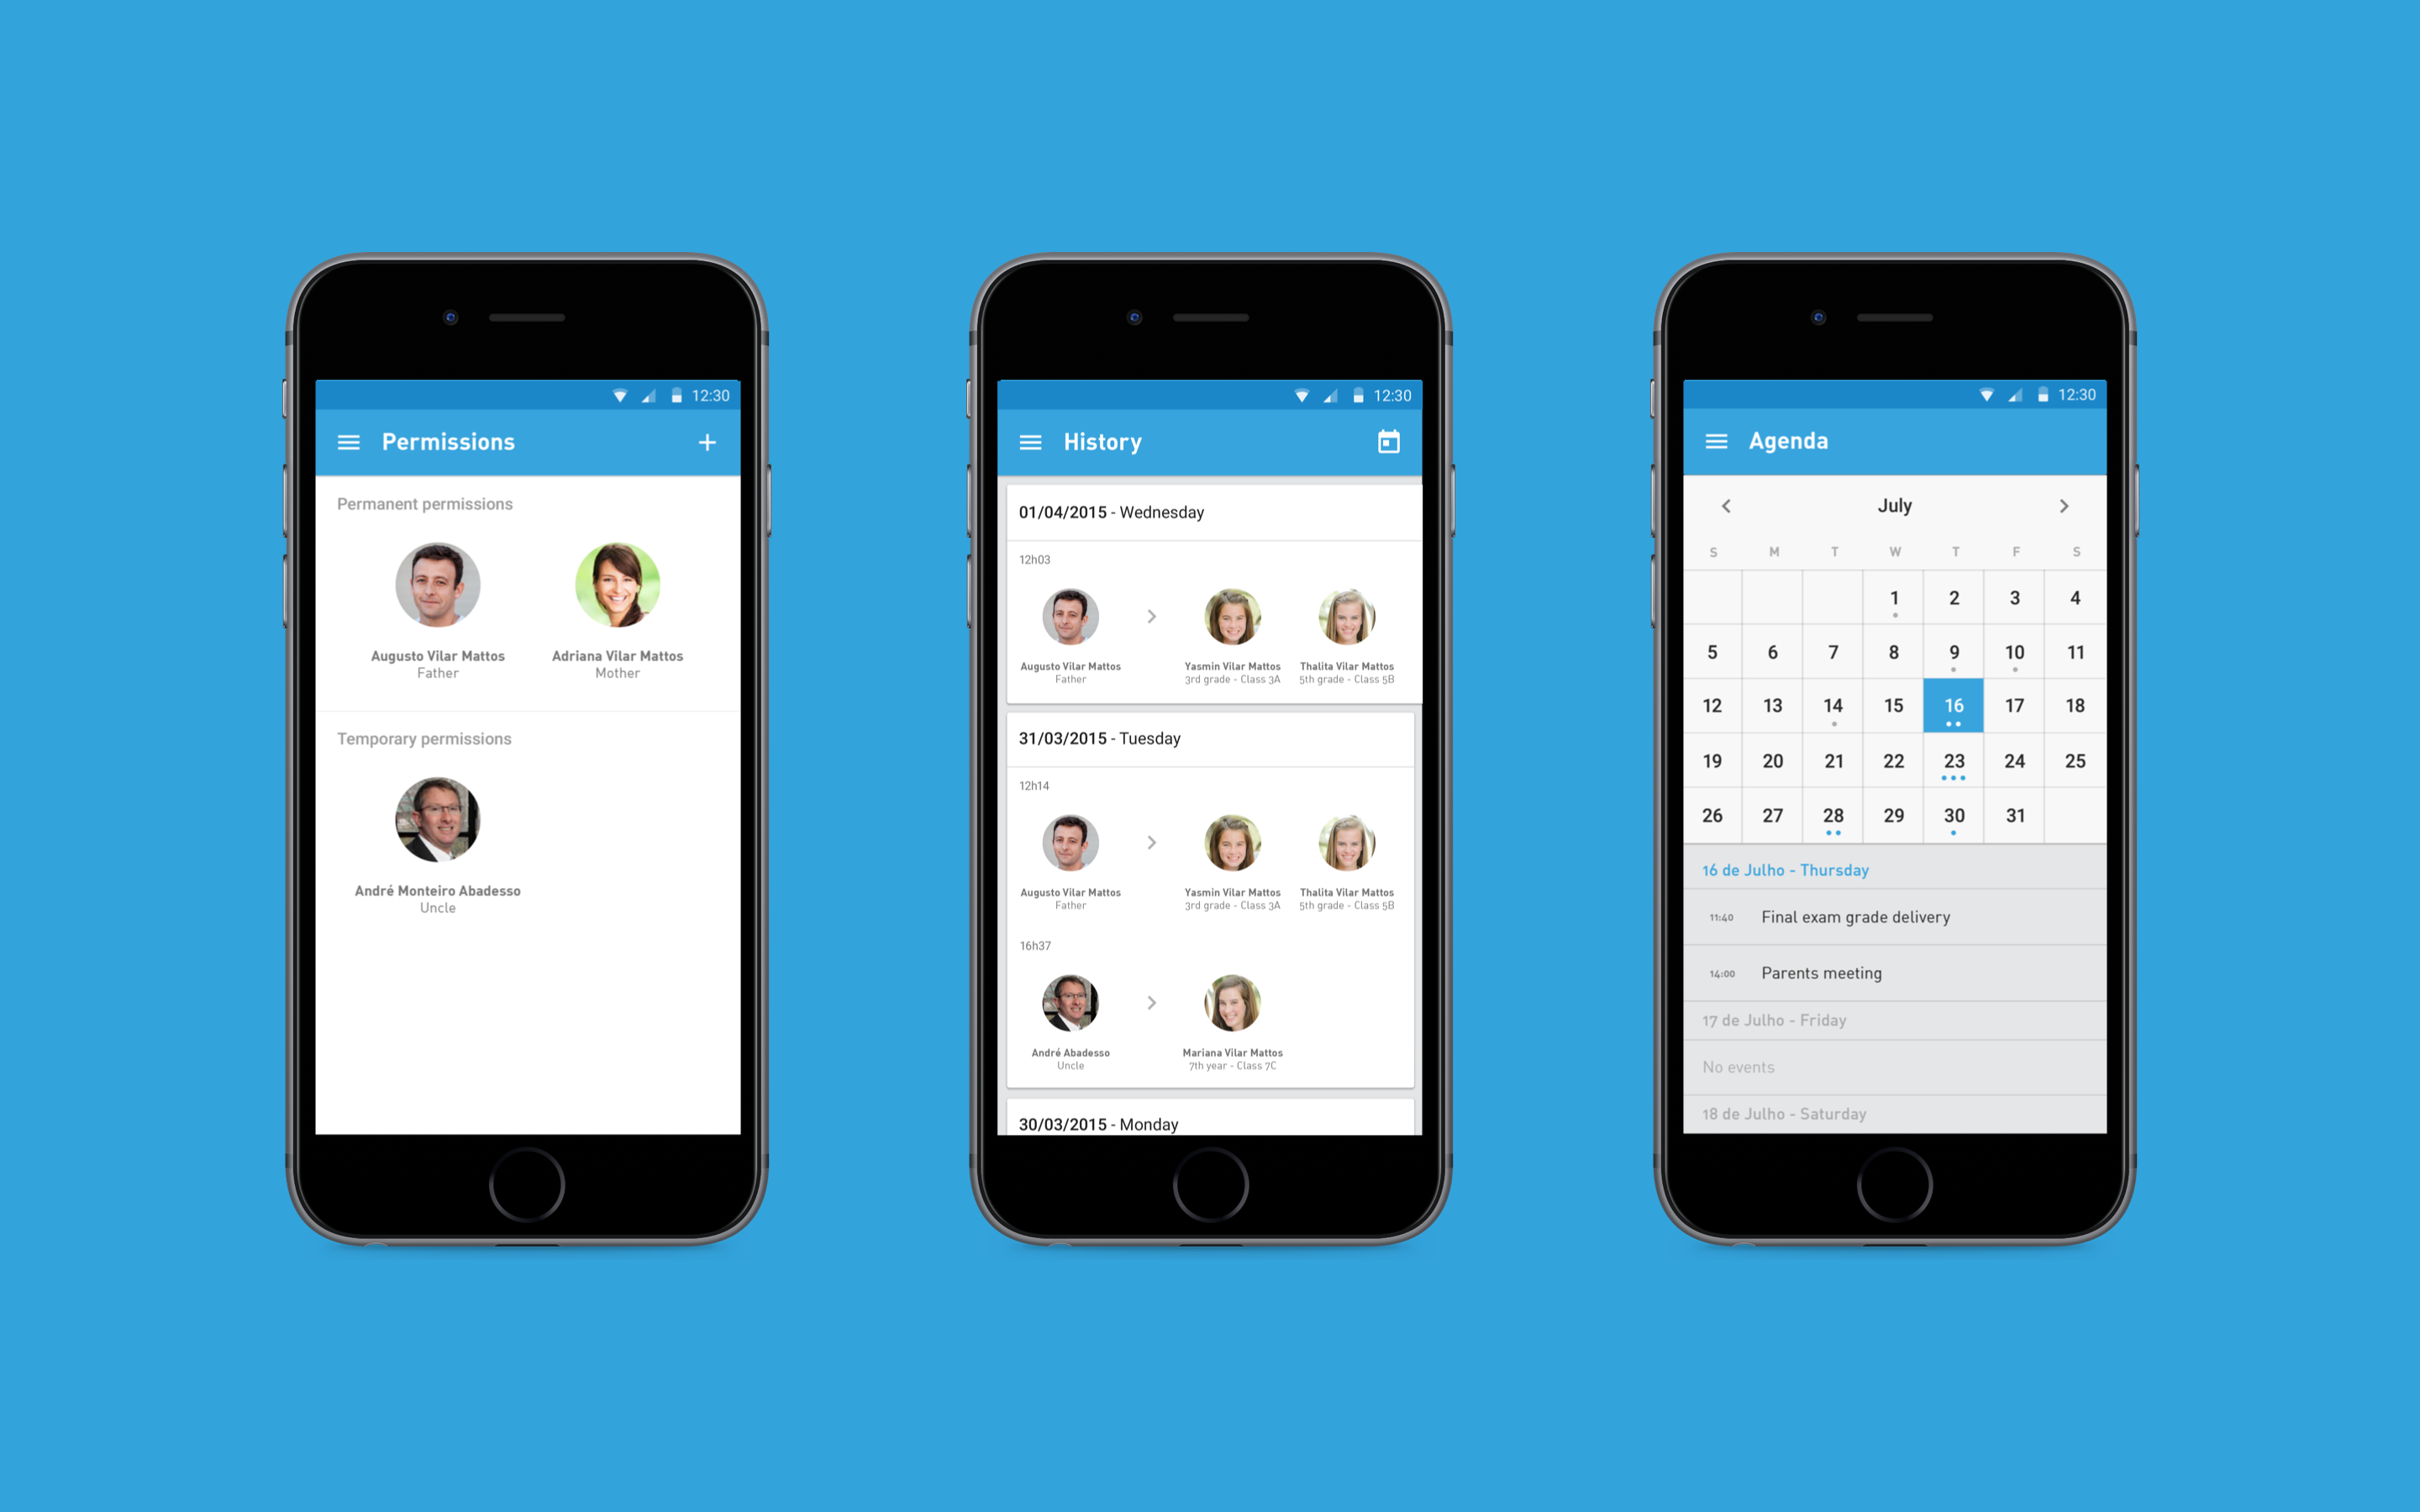 12:30
Permissions
Permanent permissions
Augusto Vilar Mattos
Father
Adriana Vilar Mattos
Mother
Temporary permissions
André Monteiro Abadesso
Uncle
12:30
History
01/04/2015 - Wednesday
12h03
Augusto Vilar Mattos
Father
Yasmin Vilar Mattos
3rd grade - Class 3A
Thalita Vilar Mattos
5th grade - Class 5B
31/03/2015 - Tuesday
12h14
Augusto Vilar Mattos
Father
Yasmin Vilar Mattos
3rd grade - Class 3A
Thalita Vilar Mattos
5th grade - Class 5B
16h37
André Abadesso
Uncle
Mariana Vilar Mattos
7th year - Class 7C
30/03/2015 - Monday
12:30
Agenda
July
S M T W T F S
1 2 3 4
5 6 7 8 9 10 11
12 13 14 15 16 17 18
19 20 21 22 23 24 25
26 27 28 29 30 31
16 de Julho - Thursday
11:40 Final exam grade delivery
14:00 Parents meeting
17 de Julho - Friday
No events
18 de Julho - Saturday